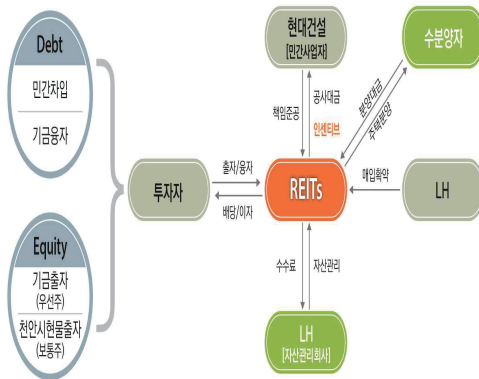 Debt
민간차입
기금융자
Equity
기금출자
(우선주)
천안시현물출자
(보통주)
투자자
출자/융자
배당/이자
현대건설
[민간사업자]
책임준공
공사대금
인센티브
REITs
수분양자
분양대금
주택분양
매입확약
LH
수수료
자산관리
LH
[자산관리회사]